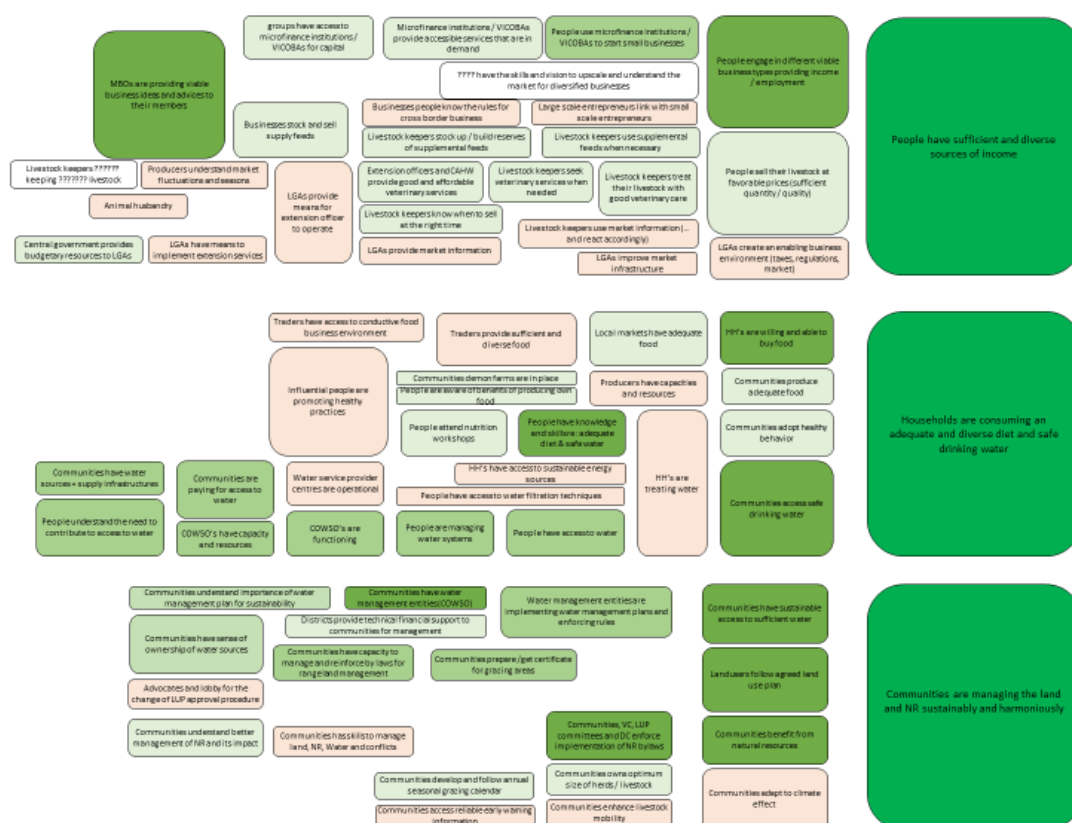 groups have access to
microfinance institutions
/ VICOBAs for capital
Microfinance institutions / VICOBAs
provide accessible services that are in
demand
People use microfinance institutions /
VICOBAs to start small businesses
MBOs are providing viable
business ideas and advices to
their members
People engage in different viable
business types providing income
/ employment
???? have the skills and vision to upscale and understand the
market for diversified businesses
Businesses stock and sell
supply feeds
Businesses people know the rules for
cross border business
Large scale entrepreneurs link with small
scale entrepreneurs
People have sufficient and diverse
sources of income
Livestock keepers stock up / build reserves
of supplemental feeds
Livestock keepers use supplemental
feeds when necessary
Livestock keepers ??????
keeping ??????? livestock
Producers understand market
fluctuations and seasons
LGAs provide
means for
extension officer
to operate
Extension officers and CAHW
provide good and affordable
veterinary services
Livestock keepers seek
veterinary services when
needed
Livestock keepers treat
their livestock with
good veterinary care
People sell their livestock at
favorable prices (sufficient
quantity / quality)
Animal husbandry
Livestock keepers know when to sell
at the right time
Livestock keepers use market information (...
and react accordingly)
Central government provides
budgetary resources to LGAs
LGAs have means to
implement extension services
LGAs provide market information
LGAs improve market
infrastructure
LGAs create an enabling business
environment (taxes, regulations,
market)
Traders have access to conductive food
business environment
Traders provide sufficient and
diverse food
Local markets have adequate
food
HH's are willing and able to
buy food
Influential people are
promoting healthy
practices
Communities demonfarms are in place
People are aware of benefits of producing own
food
Producers have capacities
and resources
Communities produce
adequate food
People attend nutrition
workshops
People have knowledge
and skills re: adequate
diet & safe water
Communities adopt healthy
behavior
Households are consuming an
adequate and diverse diet and safe
drinking water
Communities have water
sources + supply infrastructures
Communities are
paying for access to
water
Water service provider
centres are operational
HH's have access to sustainable energy
sources
People have access to water filtration techniques
HH's are
treating water
Communities access safe
drinking water
People understand the need to
contribute to access to water
COWSO's have capacity
and resources
COWSO's are
functioning
People are managing
water systems
People have access to water
Communities understand importance of water
management plan for sustainability
Communities have water
management entities (COWSO)
Water management entities are
implementing water management plans and
enforcing rules
Communities have sustainable
access to sufficient water
Districts provide technical financial support to
communities for management
Communities have sense of
ownership of water sources
Communities have capacity to
manage and reinforce by laws for
range land management
Communities prepare /get certificate
for grazing areas
Land users follow agreed land
use plan
Communities are managing the land
and NR sustainably and harmoniously
Advocates and lobby for the
change of LUP approval procedure
Communities understand better
management of NR and its impact
Communities has skills to manage
land, NR, Water and conflicts
Communities, VC, LUP
committees and DC enforce
implementation of NR bylaws
Communities benefit from
natural resources
Communities develop and follow annual
seasonal grazing calendar
Communities owns optimum
size of herds / livestock
Communities adapt to climate
effect
Communities access reliable early warning
information
Communities enhance livestock
mobility